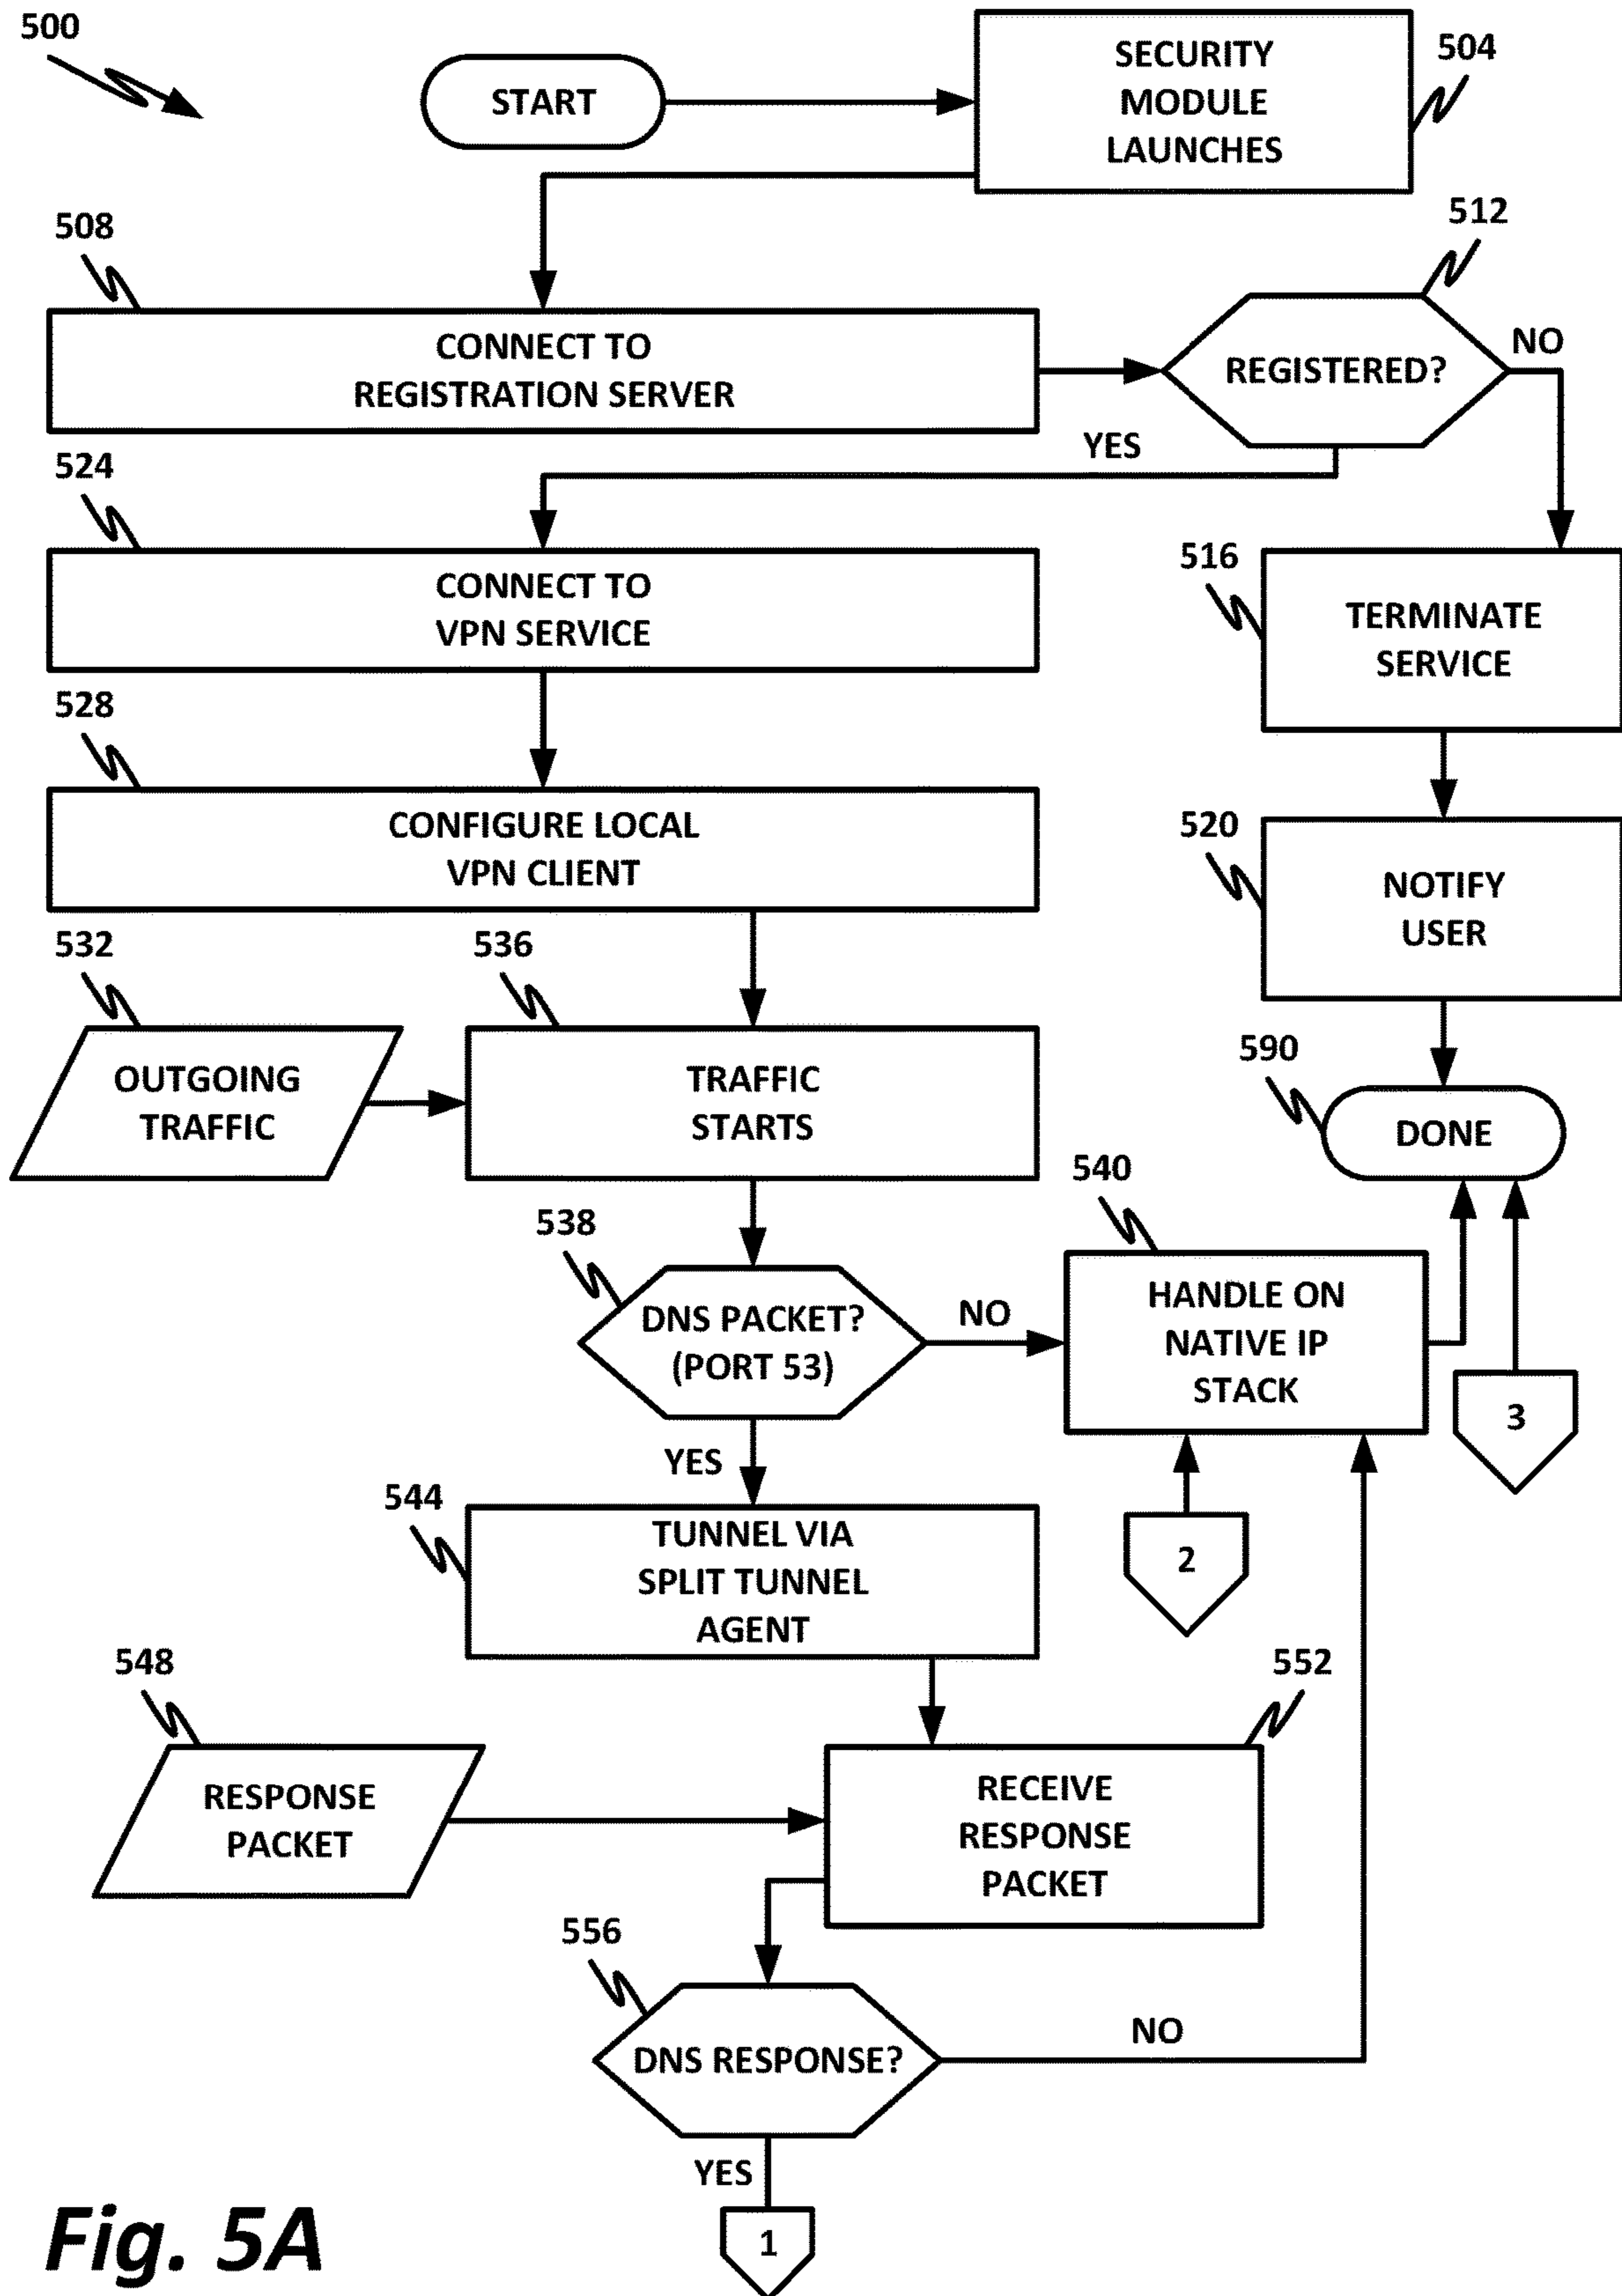 500
START
SECURITY
MODULE
LAUNCHES
504
508
CONNECT TO
REGISTRATION SERVER
512
REGISTERED?
NO
YES
524
CONNECT TO
VPN SERVICE
516
TERMINATE
SERVICE
528
CONFIGURE LOCAL
VPN CLIENT
520
NOTIFY
USER
532
OUTGOING
TRAFFIC
536
TRAFFIC
STARTS
590
DONE
538
DNS PACKET?
(PORT 53)
NO
YES
540
HANDLE ON
NATIVE IP
STACK
3
2
544
TUNNEL VIA
SPLIT TUNNEL
AGENT
548
RESPONSE
PACKET
552
RECEIVE
RESPONSE
PACKET
556
DNS RESPONSE?
NO
YES
1
Fig. 5A